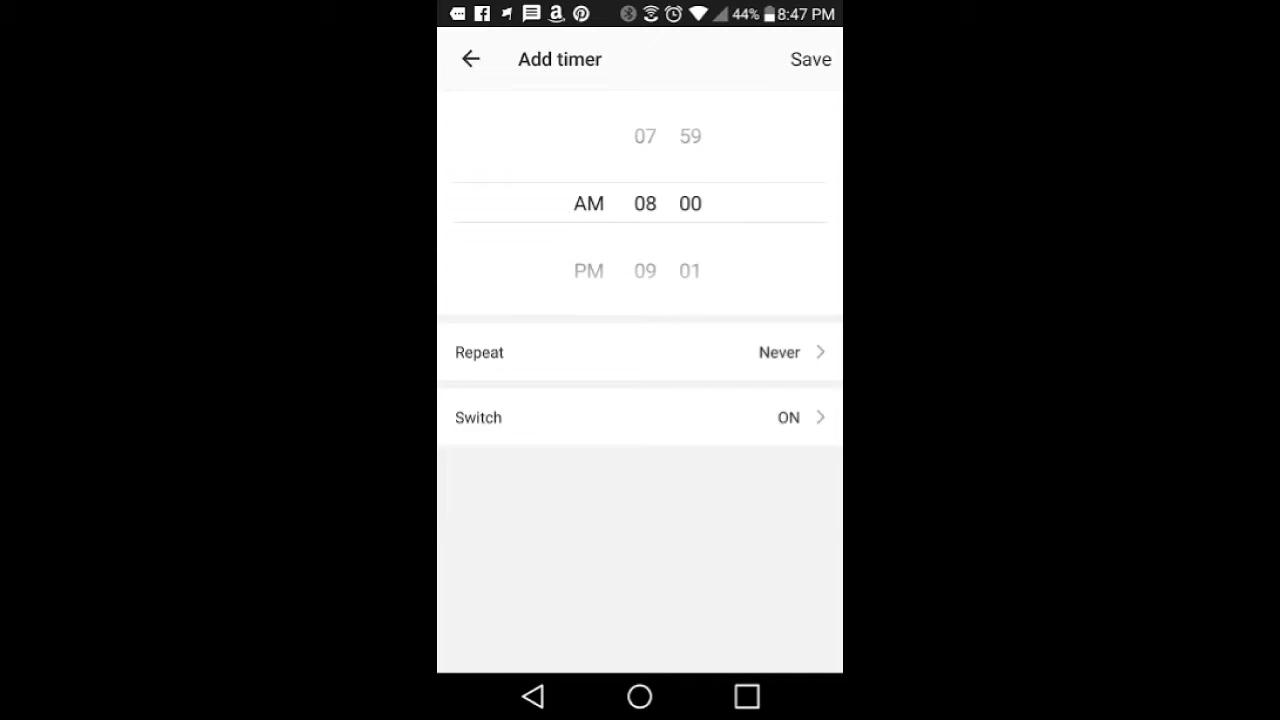 44% 8:47 PM
Add timer Save
07 59
AM 08 00
PM 09 01
Repeat Never
Switch ON